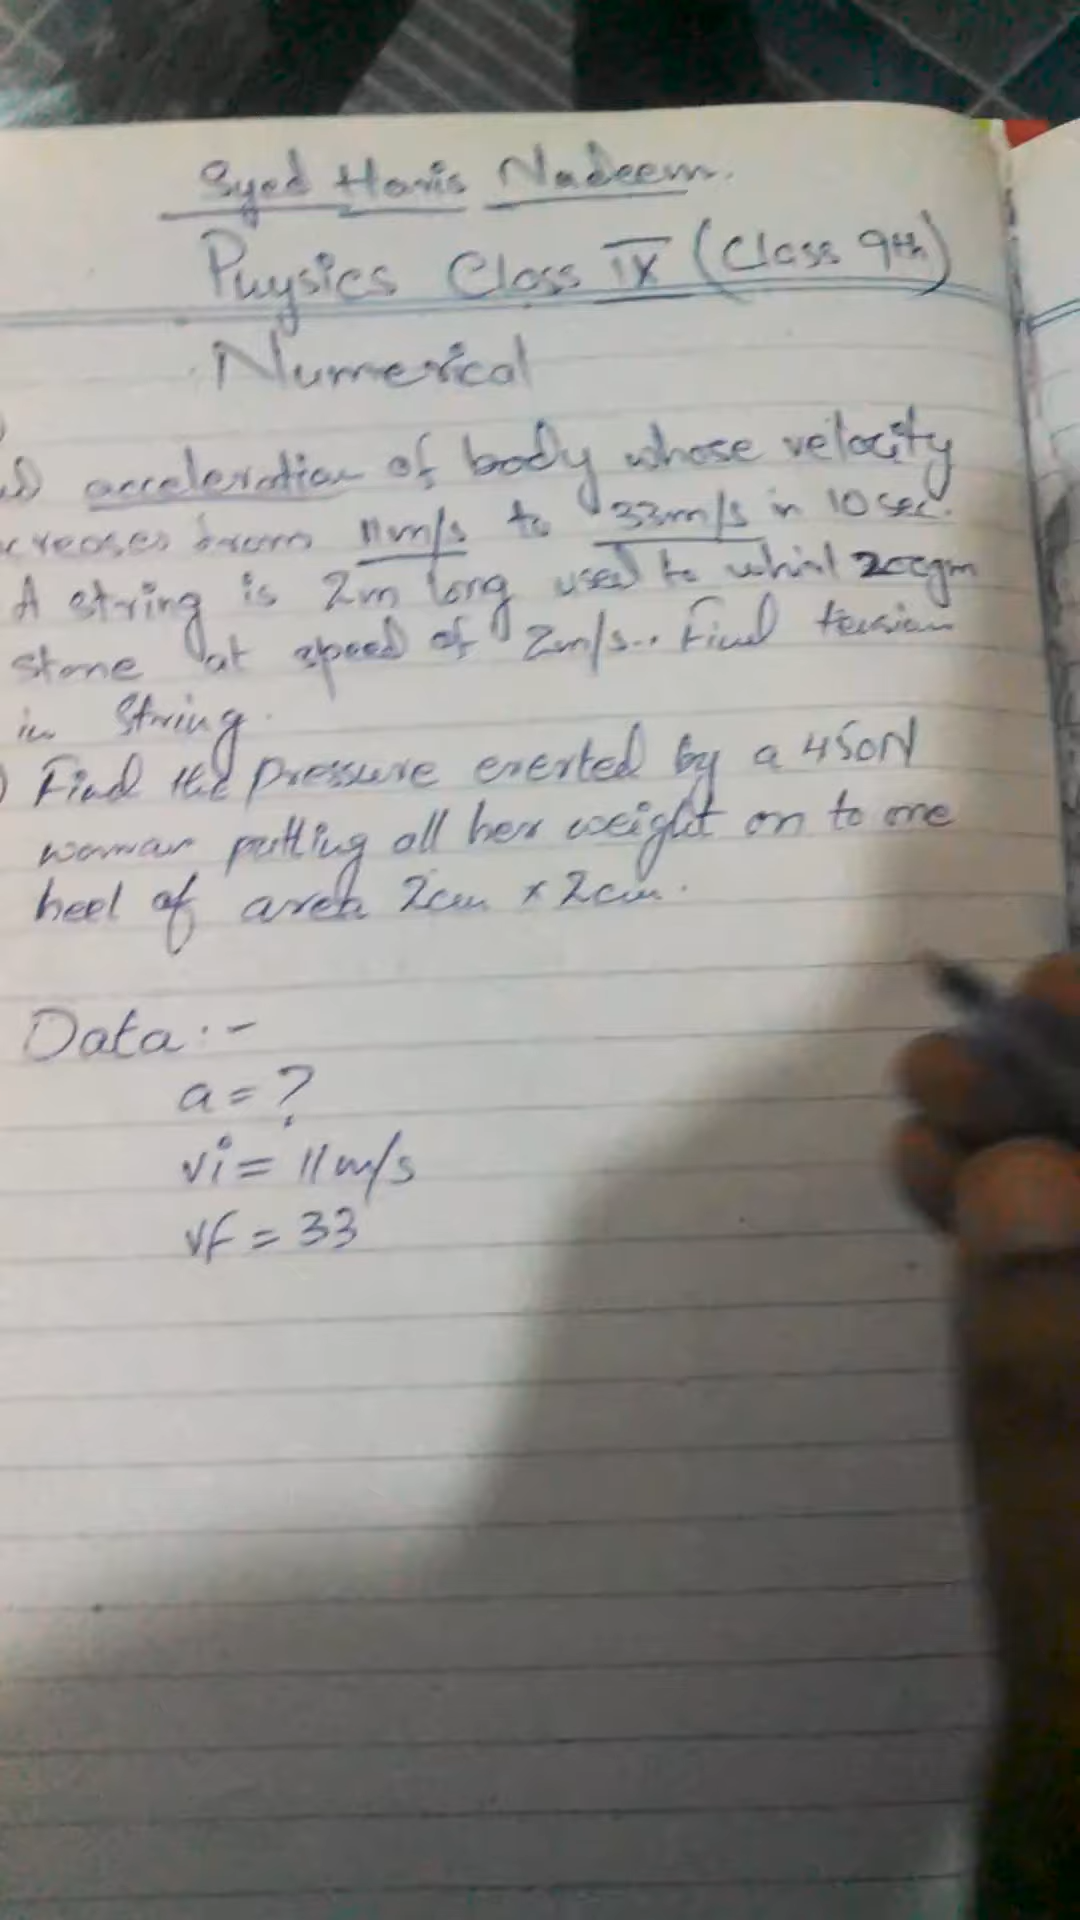 Syed Haris Nadeem.
Physics Class IX (Class 9th)
Numerical
acceleration of body whose velocity
creases from 11m/s to 33m/s in 10 sec.
A string is 2m long used to whirl 200gm
stone at speed of 2m/s.. Find tension
in String.
) Find the pressure exerted by a 450N
woman putting all her weight on to one
heel of area 2cm x 2cm.
Data :-
a = ?
vi = 11m/s
vf = 33